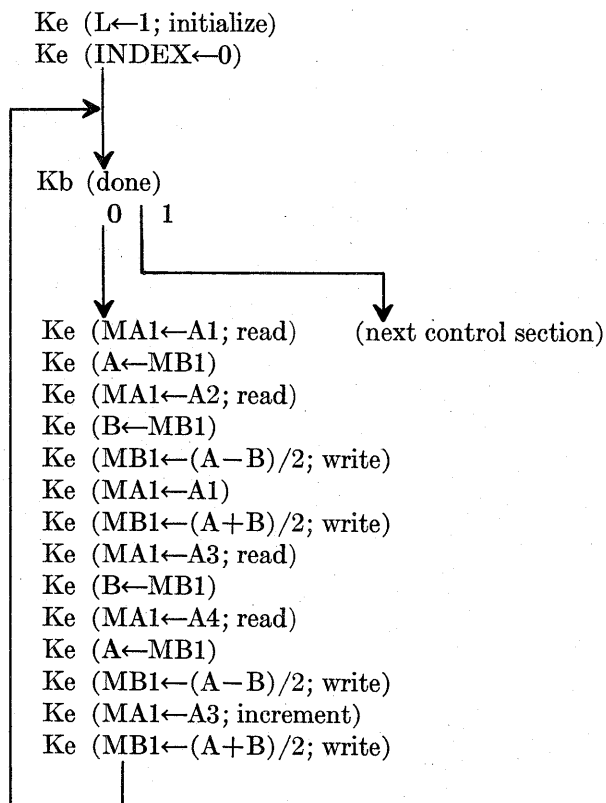 Ke (L←1; initialize)
Ke (INDEX←0)
Kb (done)
0 1
Ke (MA1←A1; read) (next control section)
Ke (A←MB1)
Ke (MA1←A2; read)
Ke (B←MB1)
Ke (MB1←(A−B)/2; write)
Ke (MA1←A1)
Ke (MB1←(A+B)/2; write)
Ke (MA1←A3; read)
Ke (B←MB1)
Ke (MA1←A4; read)
Ke (A←MB1)
Ke (MB1←(A−B)/2; write)
Ke (MA1←A3; increment)
Ke (MB1←(A+B)/2; write)